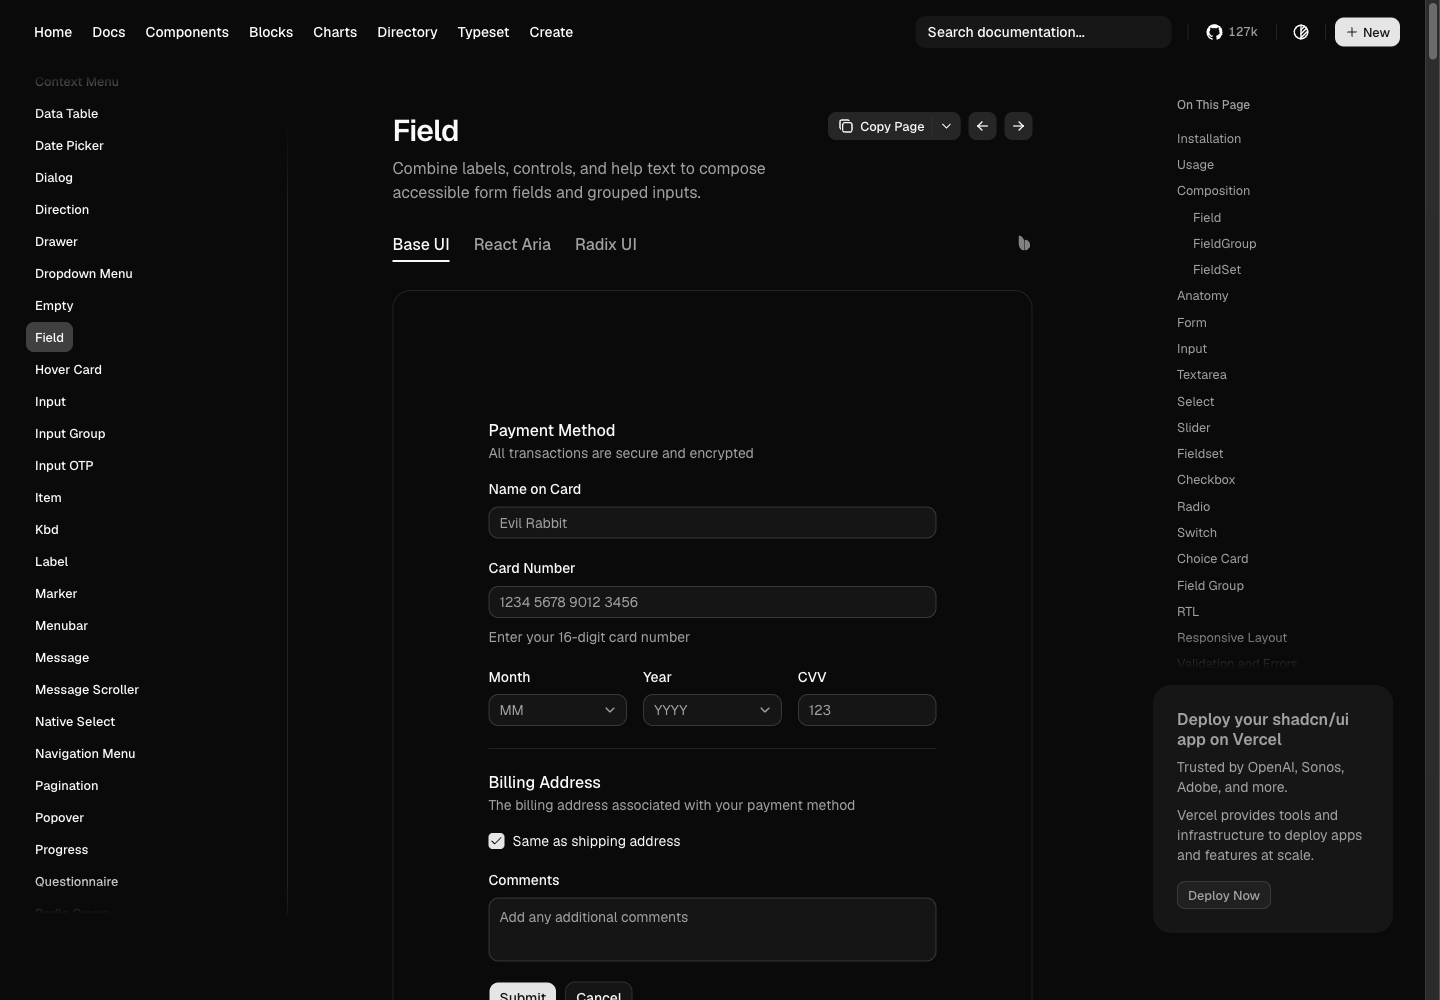 Home Docs Components Blocks Charts Directory Typeset Create
Search documentation...
127k
New
Context Menu
Data Table
Date Picker
Dialog
Direction
Drawer
Dropdown Menu
Empty
Field
Hover Card
Input
Input Group
Input OTP
Item
Kbd
Label
Marker
Menubar
Message
Message Scroller
Native Select
Navigation Menu
Pagination
Popover
Progress
Questionnaire
Radio Group
Field
Copy Page
Combine labels, controls, and help text to compose
accessible form fields and grouped inputs.
Base UI React Aria Radix UI
Payment Method
All transactions are secure and encrypted
Name on Card
Evil Rabbit
Card Number
1234 5678 9012 3456
Enter your 16-digit card number
Month Year CVV
MM YYYY 123
Billing Address
The billing address associated with your payment method
Same as shipping address
Comments
Add any additional comments
Submit Cancel
On This Page
Installation
Usage
Composition
Field
FieldGroup
FieldSet
Anatomy
Form
Input
Textarea
Select
Slider
Fieldset
Checkbox
Radio
Switch
Choice Card
Field Group
RTL
Responsive Layout
Validation and Errors
Deploy your shadcn/ui
app on Vercel
Trusted by OpenAI, Sonos,
Adobe, and more.
Vercel provides tools and
infrastructure to deploy apps
and features at scale.
Deploy Now